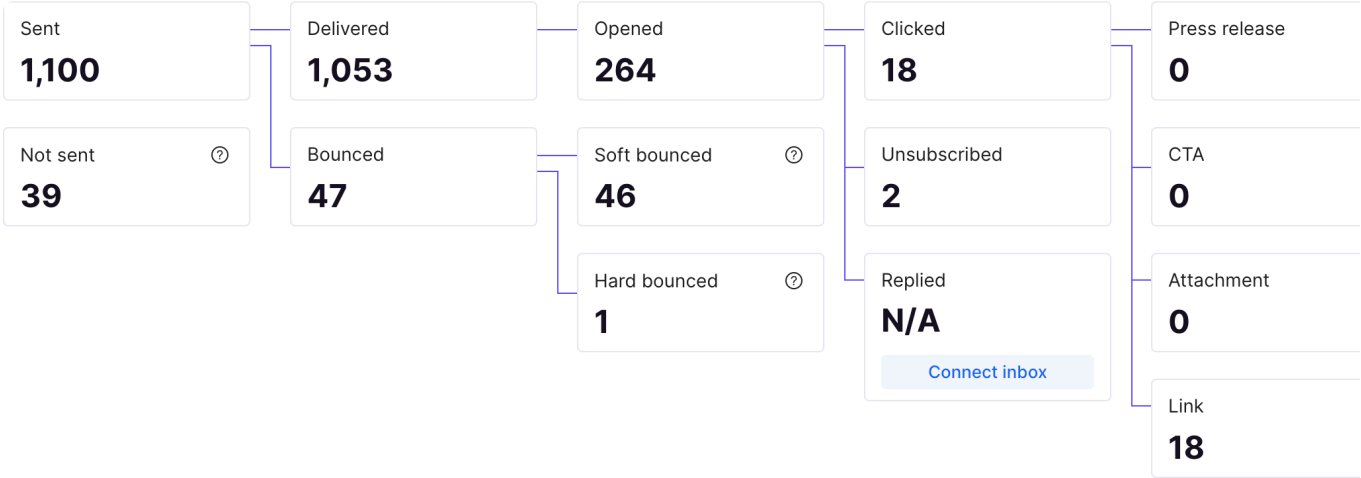 Sent
1,100
Delivered
1,053
Opened
264
Clicked
18
Press release
0
Not sent
39
Bounced
47
Soft bounced
46
Unsubscribed
2
CTA
0
Hard bounced
1
Replied
N/A
Connect inbox
Attachment
0
Link
18